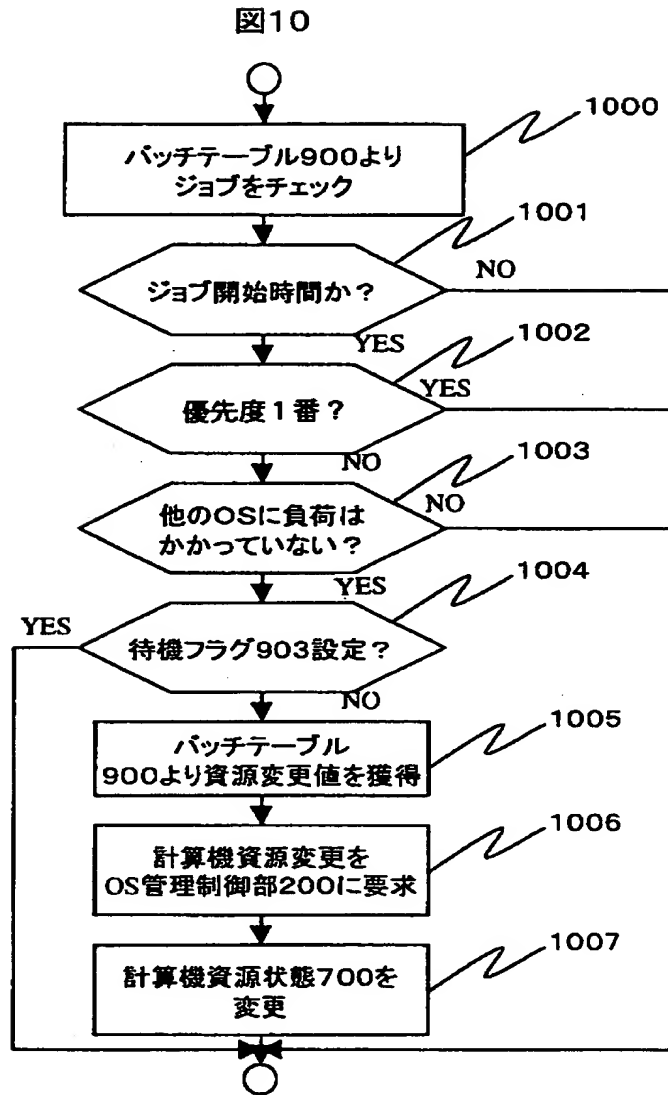 図10
1000
バッチテーブル900より
ジョブをチェック
1001
ジョブ開始時間か?
NO
YES
1002
優先度1番?
YES
NO
1003
他のOSに負荷は
かかっていない?
NO
YES
1004
待機フラグ903設定?
YES
NO
1005
バッチテーブル
900より資源変更値を獲得
1006
計算機資源変更を
OS管理制御部200に要求
1007
計算機資源状態700を
変更